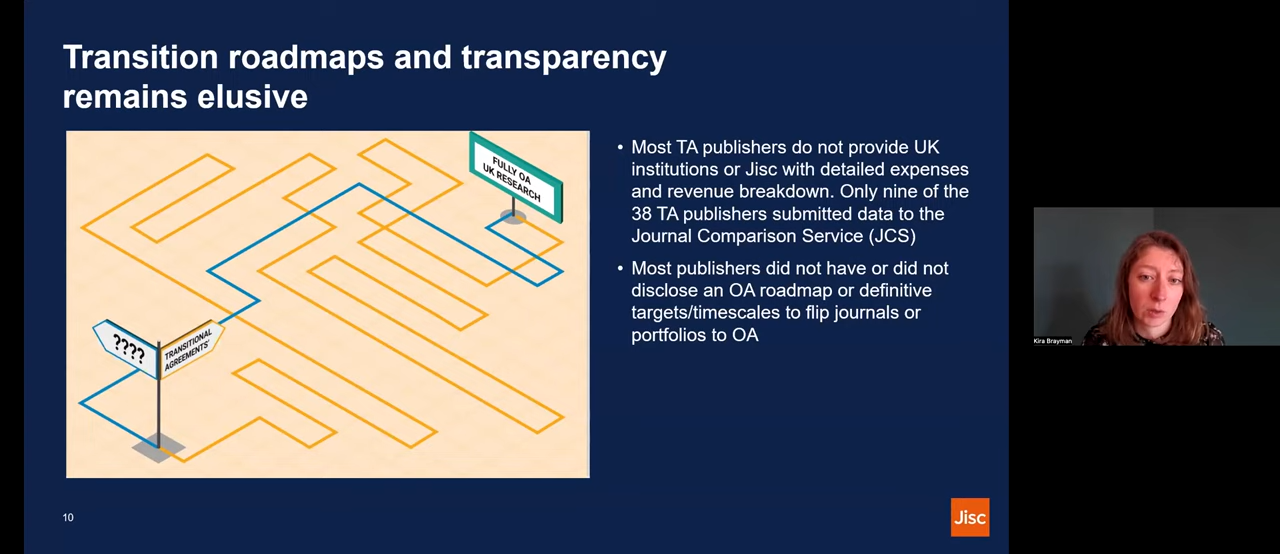 Transition roadmaps and transparency
remains elusive
FULLY OA
UK RESEARCH
????
TRANSITIONAL
AGREEMENTS
• Most TA publishers do not provide UK
institutions or Jisc with detailed expenses
and revenue breakdown. Only nine of the
38 TA publishers submitted data to the
Journal Comparison Service (JCS)
• Most publishers did not have or did not
disclose an OA roadmap or definitive
targets/timescales to flip journals or
portfolios to OA
10
Jisc
Kira Brayman